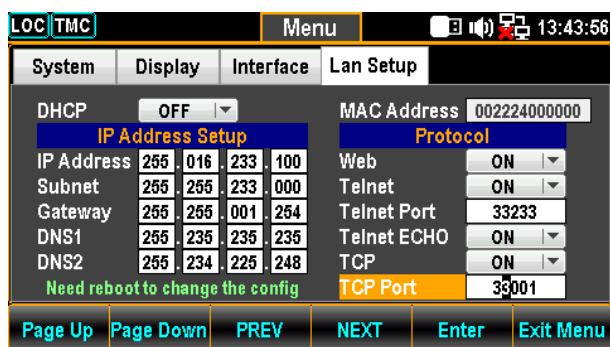 LOC TMC Menu 13:43:56
System Display Interface Lan Setup
DHCP OFF MAC Address 002224000000
IP Address Setup Protocol
IP Address 255.016.233.100 Web ON
Subnet 255.255.233.000 Telnet ON
Gateway 255.255.001.254 Telnet Port 33233
DNS1 255.235.235.235 Telnet ECHO ON
DNS2 255.234.225.248 TCP ON
Need reboot to change the config TCP Port 33001
Page Up Page Down PREV NEXT Enter Exit Menu